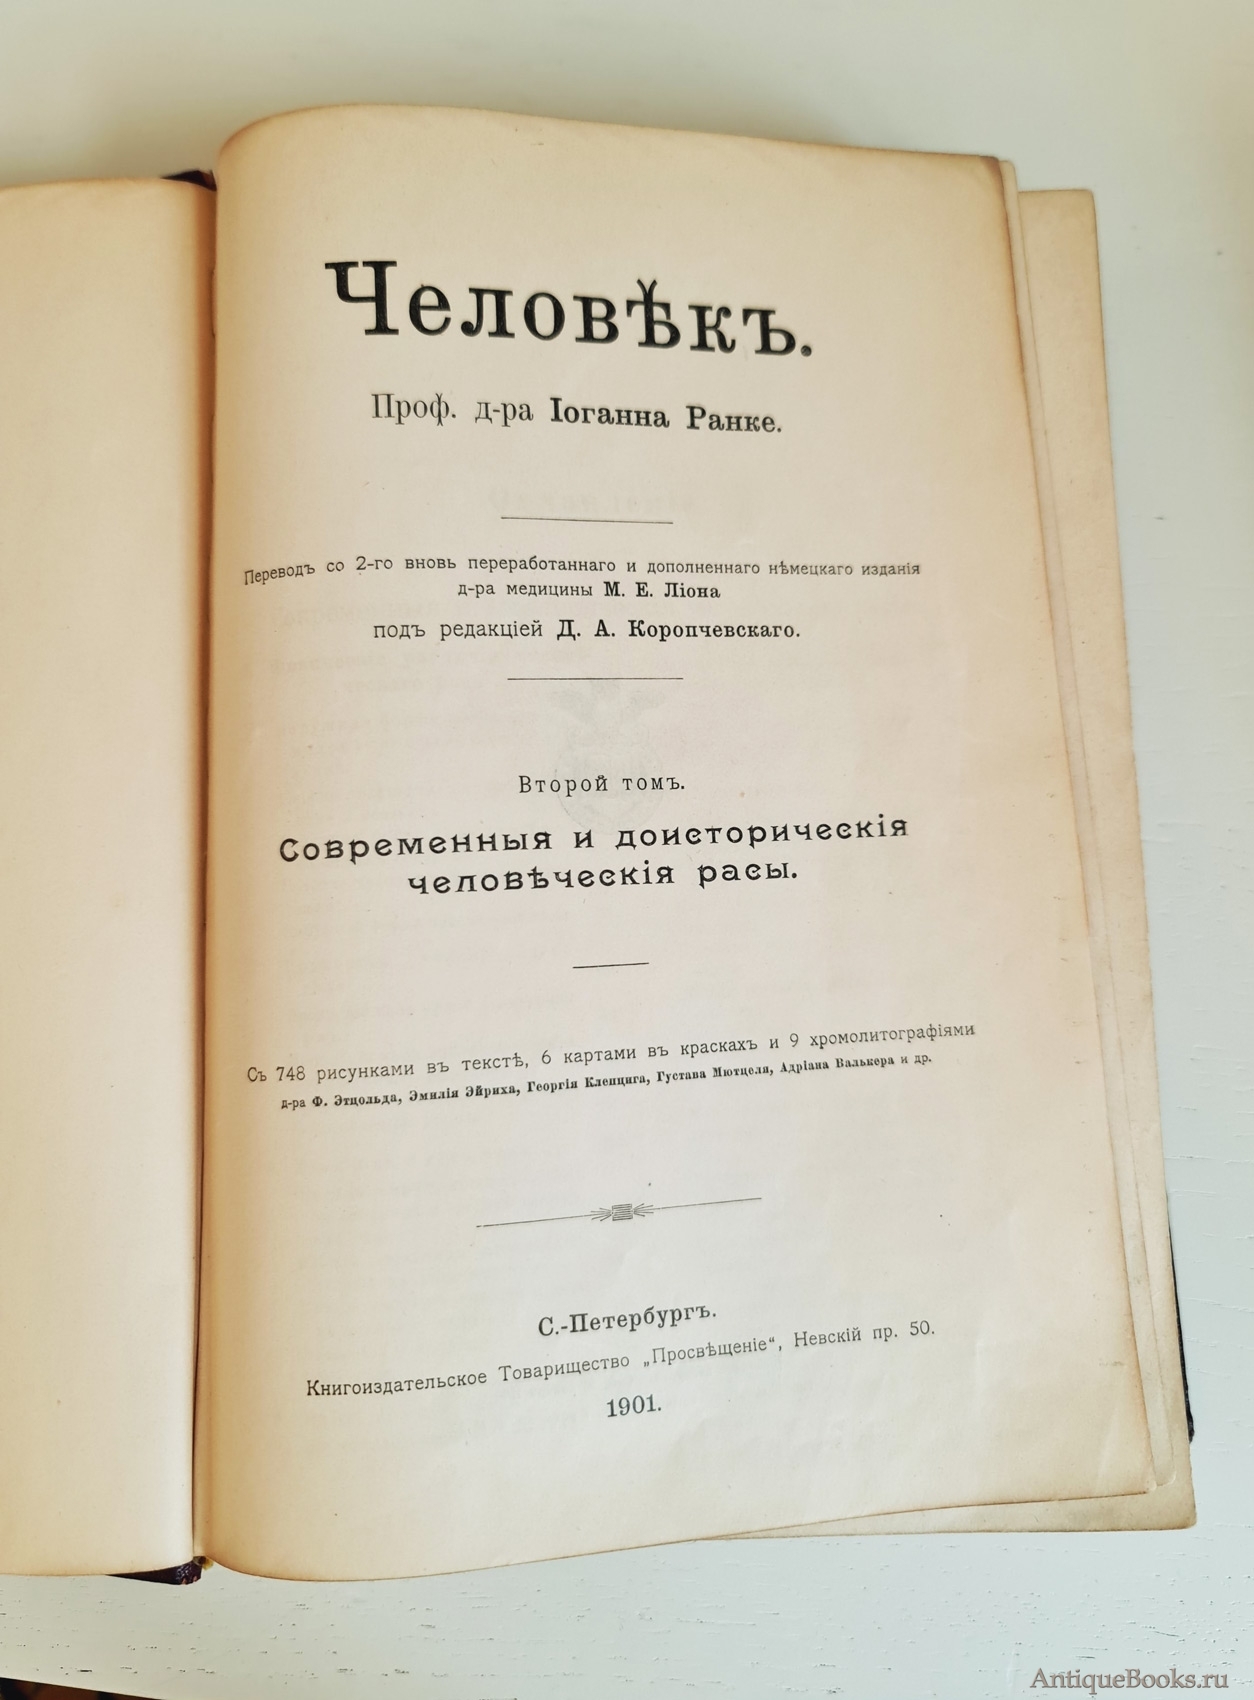 Человѣкъ.
Проф. д-ра Іоганна Ранке.
Переводъ со 2-го вновь переработаннаго и дополненнаго нѣмецкаго изданія
д-ра медицины М. Е. Ліона
подъ редакціей Д. А. Коропчевскаго.
Второй томъ.
Современныя и доисторическія
человѣческія расы.
Съ 748 рисунками въ текстѣ, 6 картами въ краскахъ и 9 хромолитографіями
д-ра Ф. Этцольда, Эмилія Эйриха, Георгія Клепцига, Густава Мютцеля, Адріана Валькера и др.
С.-Петербургъ.
Книгоиздательское Товарищество „Просвѣщеніе“, Невскій пр. 50.
1901.
AntiqueBooks.ru